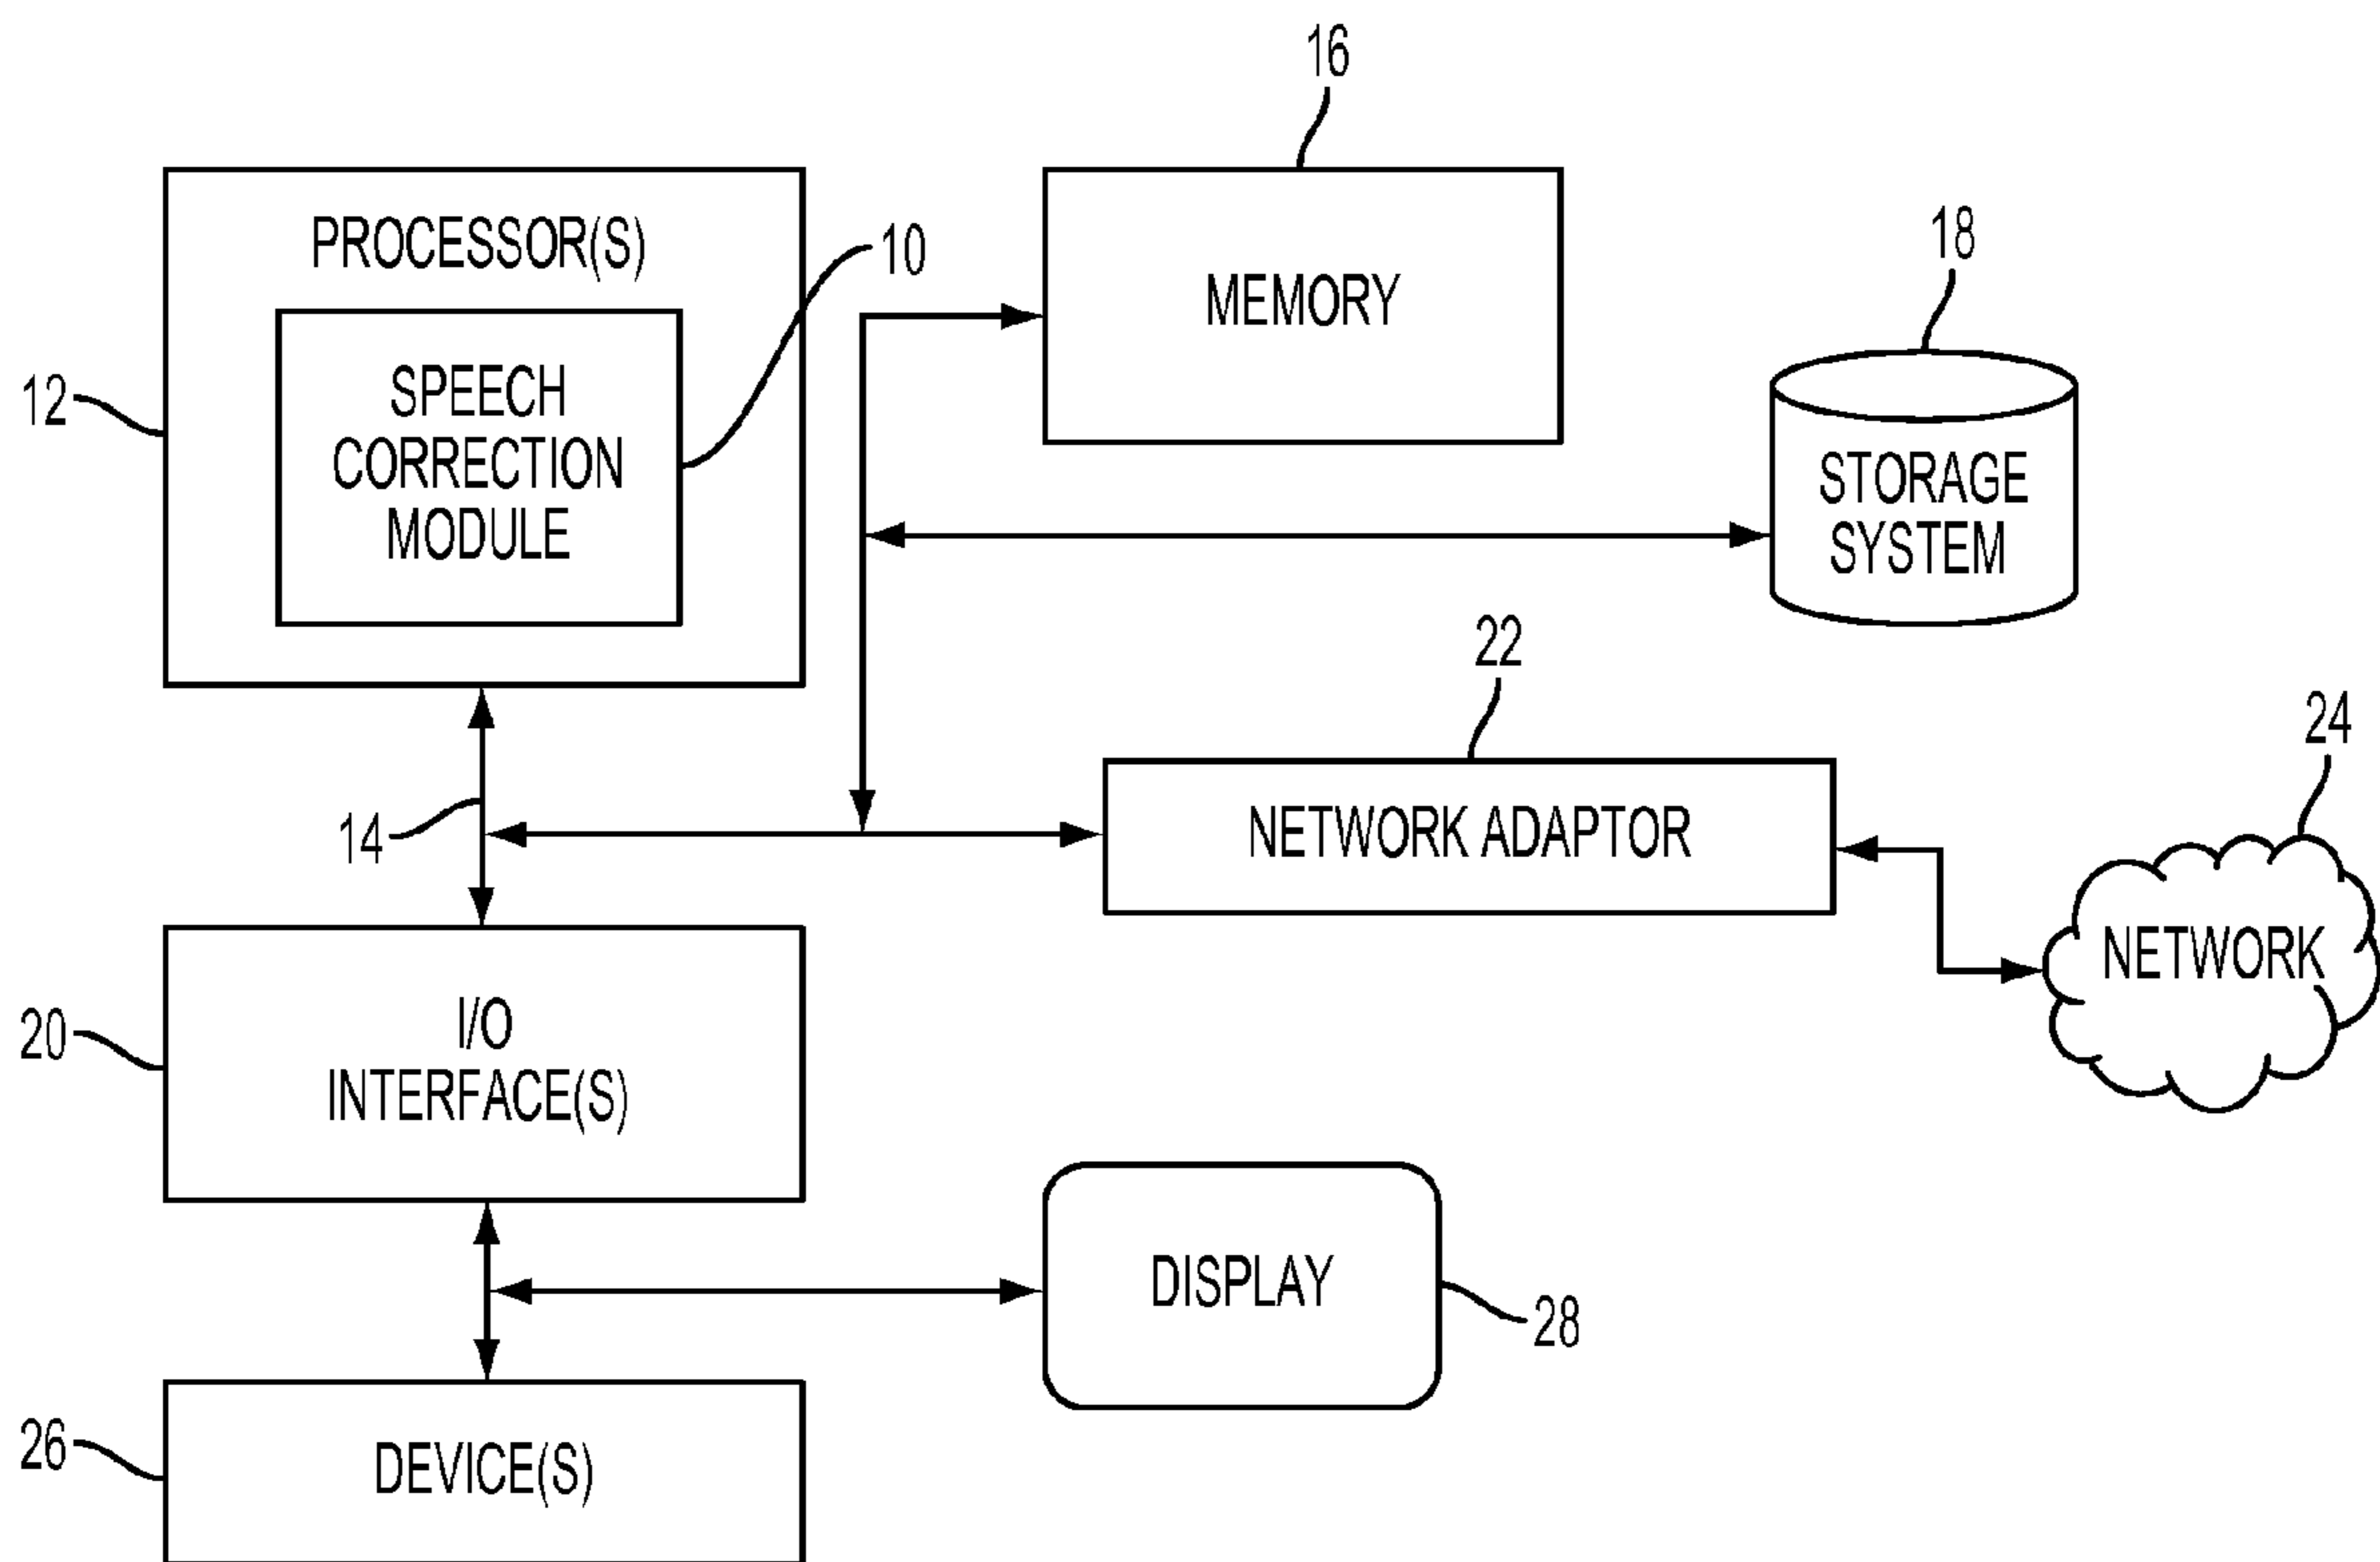 16
PROCESSOR(S)
10
18
MEMORY
12
SPEECH
CORRECTION
MODULE
STORAGE
SYSTEM
22
24
14
NETWORK ADAPTOR
NETWORK
20
I/O
INTERFACE(S)
DISPLAY
28
26
DEVICE(S)